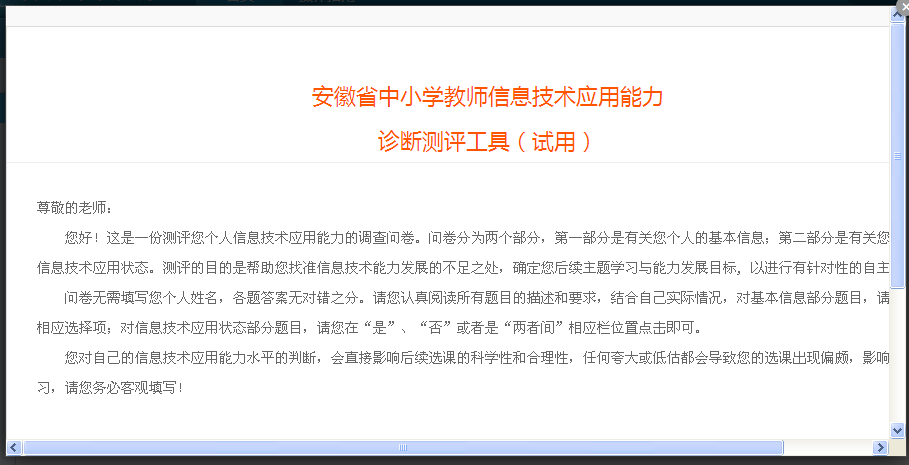 安徽省中小学教师信息技术应用能力
诊断测评工具（试用）
尊敬的老师：
您好！这是一份测评您个人信息技术应用能力的调查问卷。问卷分为两个部分，第一部分是有关您个人的基本信息；第二部分是有关您
信息技术应用状态。测评的目的是帮助您找准信息技术能力发展的不足之处，确定您后续主题学习与能力发展目标，以进行有针对性的自主
问卷无需填写您个人姓名，各题答案无对错之分。请您认真阅读所有题目的描述和要求，结合自己实际情况，对基本信息部分题目，请
相应选择项；对信息技术应用状态部分题目，请您在“是”、“否”或者是“两者间”相应栏位置点击即可。
您对自己的信息技术应用能力水平的判断，会直接影响后续选课的科学性和合理性，任何夸大或低估都会导致您的选课出现偏颇，影响
习，请您务必客观填写！